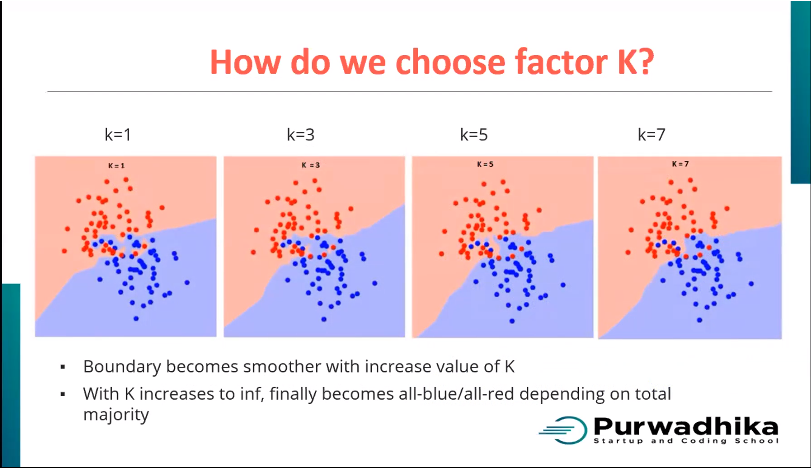 How do we choose factor K?
k=1
k=3
k=5
k=7
K = 1
K = 3
K = 5
K = 7
▪ Boundary becomes smoother with increase value of K
▪ With K increases to inf, finally becomes all-blue/all-red depending on total
majority
Purwadhika
Startup and Coding School